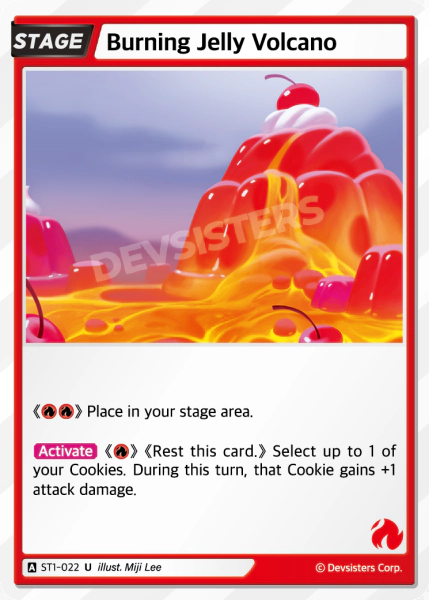 STAGE Burning Jelly Volcano
DEVSISTERS
《🔥🔥》 Place in your stage area.
Activate 《🔥》《Rest this card.》 Select up to 1 of
your Cookies. During this turn, that Cookie gains +1
attack damage.
A ST1-022 U illust. Miji Lee © Devsisters Corp.